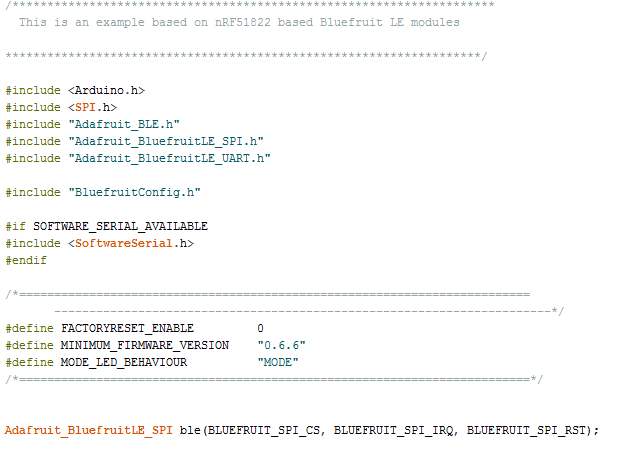 /*********************************************************************
  This is an example based on nRF51822 based Bluefruit LE modules
*********************************************************************/
#include <Arduino.h>
#include <SPI.h>
#include "Adafruit_BLE.h"
#include "Adafruit_BluefruitLE_SPI.h"
#include "Adafruit_BluefruitLE_UART.h"
#include "BluefruitConfig.h"
#if SOFTWARE_SERIAL_AVAILABLE
#include <SoftwareSerial.h>
#endif
/*=========================================================================
       -----------------------------------------------------------------------*/
#define FACTORYRESET_ENABLE         0
#define MINIMUM_FIRMWARE_VERSION    "0.6.6"
#define MODE_LED_BEHAVIOUR          "MODE"
/*=========================================================================*/
Adafruit_BluefruitLE_SPI ble(BLUEFRUIT_SPI_CS, BLUEFRUIT_SPI_IRQ, BLUEFRUIT_SPI_RST);